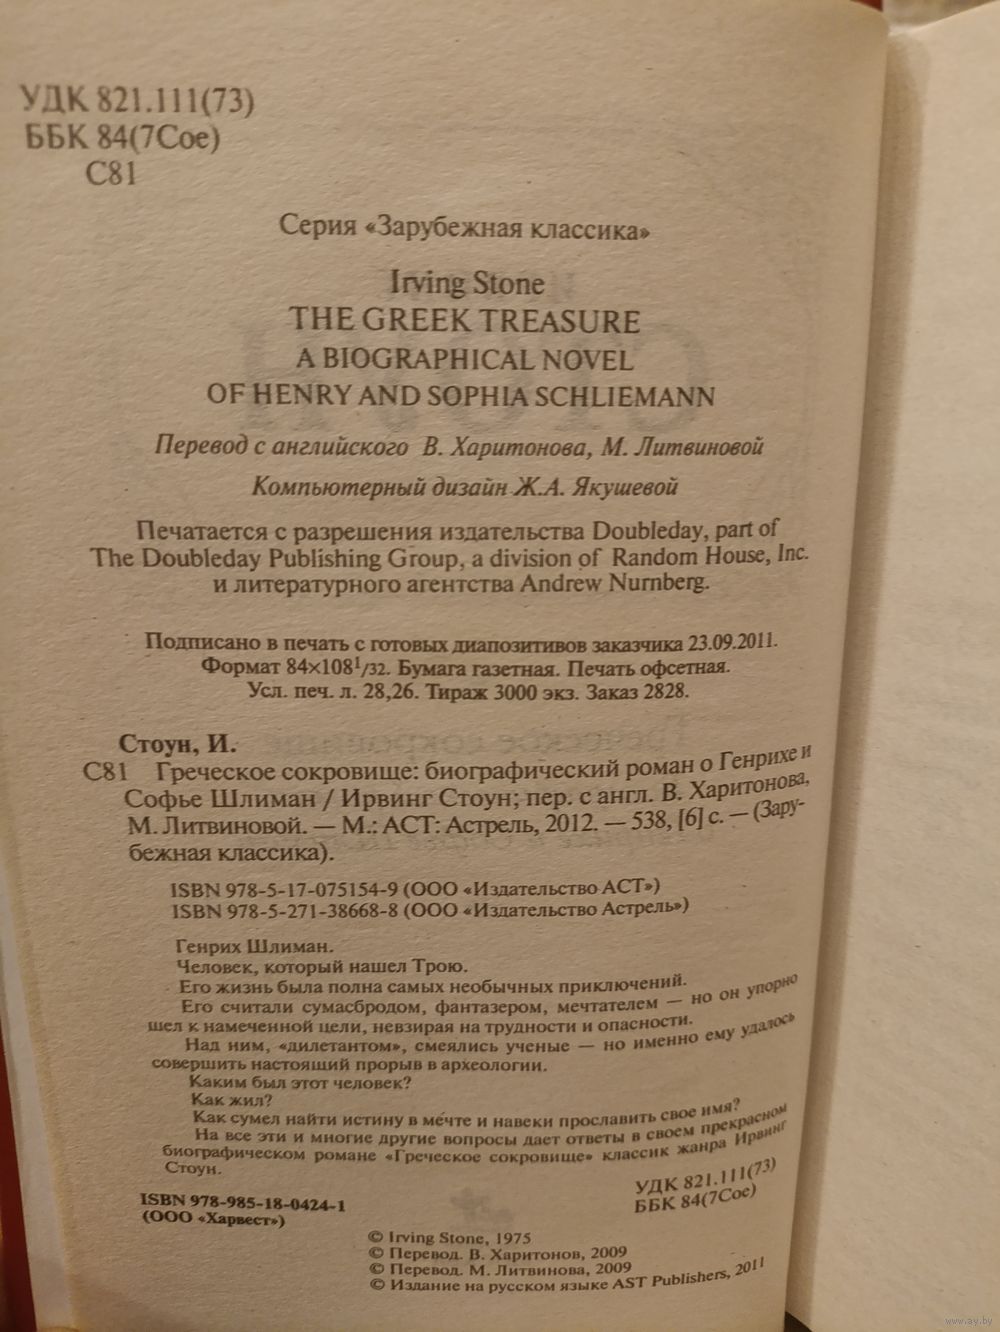 УДК 821.111(73)
ББК 84(7Сое)
С81
Серия «Зарубежная классика»
Irving Stone
THE GREEK TREASURE
A BIOGRAPHICAL NOVEL
OF HENRY AND SOPHIA SCHLIEMANN
Перевод с английского В. Харитонова, М. Литвиновой
Компьютерный дизайн Ж.А. Якушевой
Печатается с разрешения издательства Doubleday, part of
The Doubleday Publishing Group, a division of Random House, Inc.
и литературного агентства Andrew Nurnberg.
Подписано в печать с готовых диапозитивов заказчика 23.09.2011.
Формат 84×108¹/32. Бумага газетная. Печать офсетная.
Усл. печ. л. 28,26. Тираж 3000 экз. Заказ 2828.
Стоун, И.
С81 Греческое сокровище: биографический роман о Генрихе и
Софье Шлиман / Ирвинг Стоун; пер. с англ. В. Харитонова,
М. Литвиновой. — М.: АСТ: Астрель, 2012. — 538, [6] с. — (Зару-
бежная классика).
ISBN 978-5-17-075154-9 (ООО «Издательство АСТ»)
ISBN 978-5-271-38668-8 (ООО «Издательство Астрель»)
Генрих Шлиман.
Человек, который нашел Трою.
Его жизнь была полна самых необычных приключений.
Его считали сумасбродом, фантазером, мечтателем — но он упорно
шел к намеченной цели, невзирая на трудности и опасности.
Над ним, «дилетантом», смеялись ученые — но именно ему удалось
совершить настоящий прорыв в археологии.
Каким был этот человек?
Как жил?
Как сумел найти истину в мечте и навеки прославить свое имя?
На все эти и многие другие вопросы дает ответы в своем прекрасном
биографическом романе «Греческое сокровище» классик жанра Ирвинг
Стоун.
УДК 821.111(73)
ББК 84(7Сое)
ISBN 978-985-18-0424-1
(ООО «Харвест»)
© Irving Stone, 1975
© Перевод. В. Харитонов, 2009
© Перевод. М. Литвинова, 2009
© Издание на русском языке AST Publishers, 2011
www.ay.by